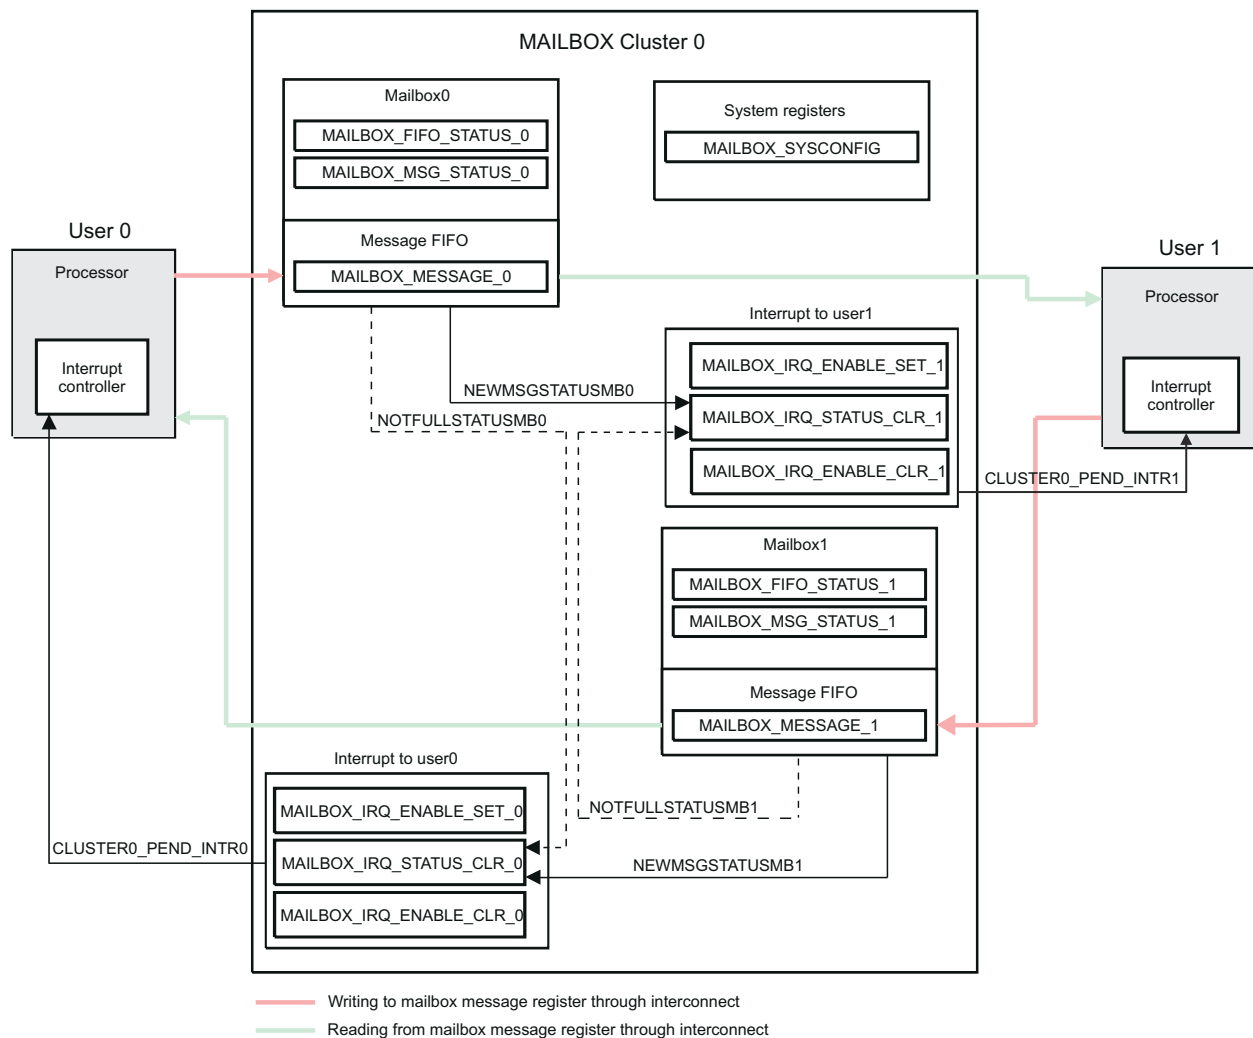 MAILBOX Cluster 0
Mailbox0
MAILBOX_FIFO_STATUS_0
MAILBOX_MSG_STATUS_0
System registers
MAILBOX_SYSCONFIG
User 0
Processor
Interrupt
controller
Message FIFO
MAILBOX_MESSAGE_0
User 1
Processor
Interrupt
controller
Interrupt to user1
MAILBOX_IRQ_ENABLE_SET_1
MAILBOX_IRQ_STATUS_CLR_1
MAILBOX_IRQ_ENABLE_CLR_1
NEWMSGSTATUSMB0
NOTFULLSTATUSMB0
CLUSTER0_PEND_INTR1
Mailbox1
MAILBOX_FIFO_STATUS_1
MAILBOX_MSG_STATUS_1
Message FIFO
MAILBOX_MESSAGE_1
Interrupt to user0
MAILBOX_IRQ_ENABLE_SET_0
MAILBOX_IRQ_STATUS_CLR_0
MAILBOX_IRQ_ENABLE_CLR_0
NOTFULLSTATUSMB1
CLUSTER0_PEND_INTR0
NEWMSGSTATUSMB1
Writing to mailbox message register through interconnect
Reading from mailbox message register through interconnect